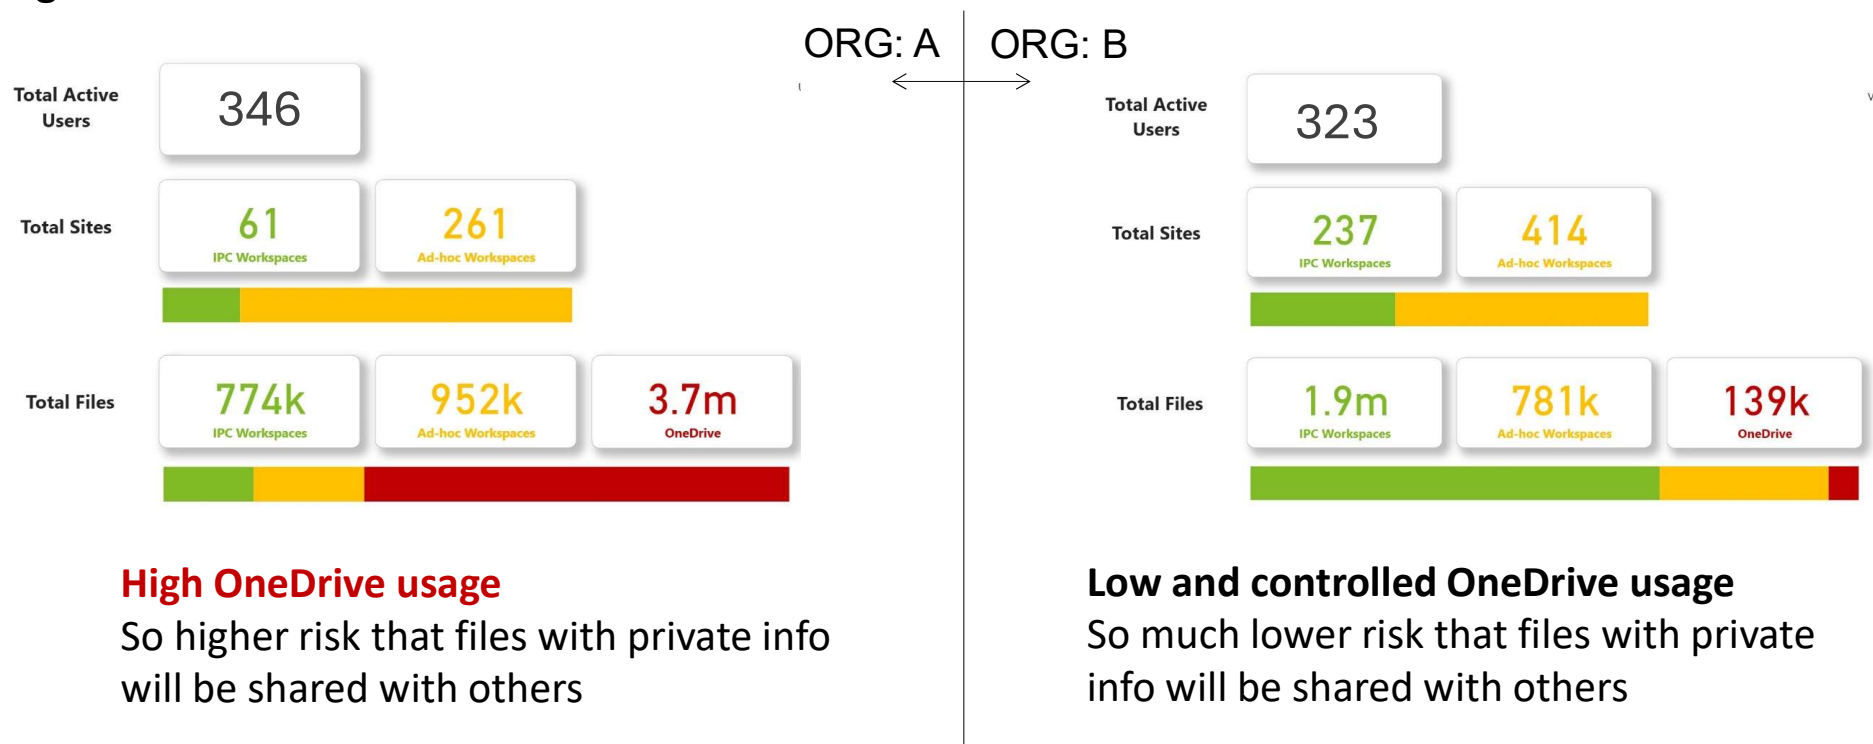 ORG: A
ORG: B
Total Active
Users
346
Total Sites
61
IPC Workspaces
261
Ad-hoc Workspaces
Total Files
774k
IPC Workspaces
952k
Ad-hoc Workspaces
3.7m
OneDrive
High OneDrive usage
So higher risk that files with private info
will be shared with others
Total Active
Users
323
Total Sites
237
IPC Workspaces
414
Ad-hoc Workspaces
Total Files
1.9m
IPC Workspaces
781k
Ad-hoc Workspaces
139k
OneDrive
Low and controlled OneDrive usage
So much lower risk that files with private
info will be shared with others